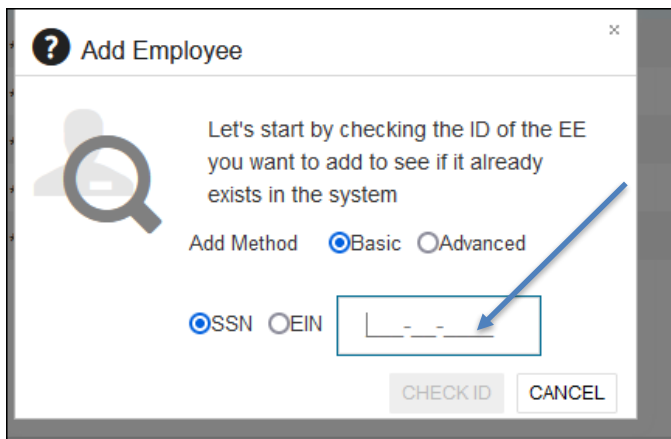 ? Add Employee
×
Let's start by checking the ID of the EE
you want to add to see if it already
exists in the system
Add Method Basic Advanced
SSN EIN ___-__-____
CHECK ID CANCEL